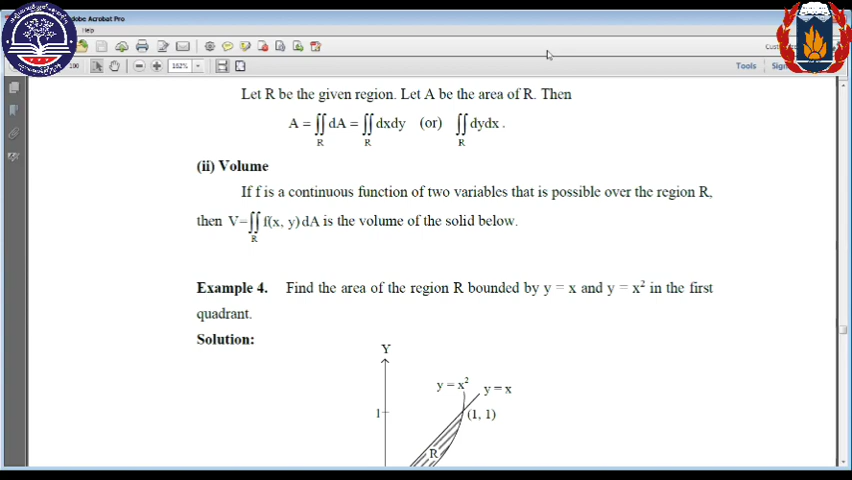 Adobe Acrobat Pro
Help
162%
Tools
Let R be the given region. Let A be the area of R. Then
A = ∬ dA = ∬ dxdy (or) ∬ dydx .
R R R
(ii) Volume
If f is a continuous function of two variables that is possible over the region R,
then V=∬ f(x, y) dA is the volume of the solid below.
R
Example 4. Find the area of the region R bounded by y = x and y = x² in the first
quadrant.
Solution:
Y
y = x²
y = x
1
(1, 1)
R